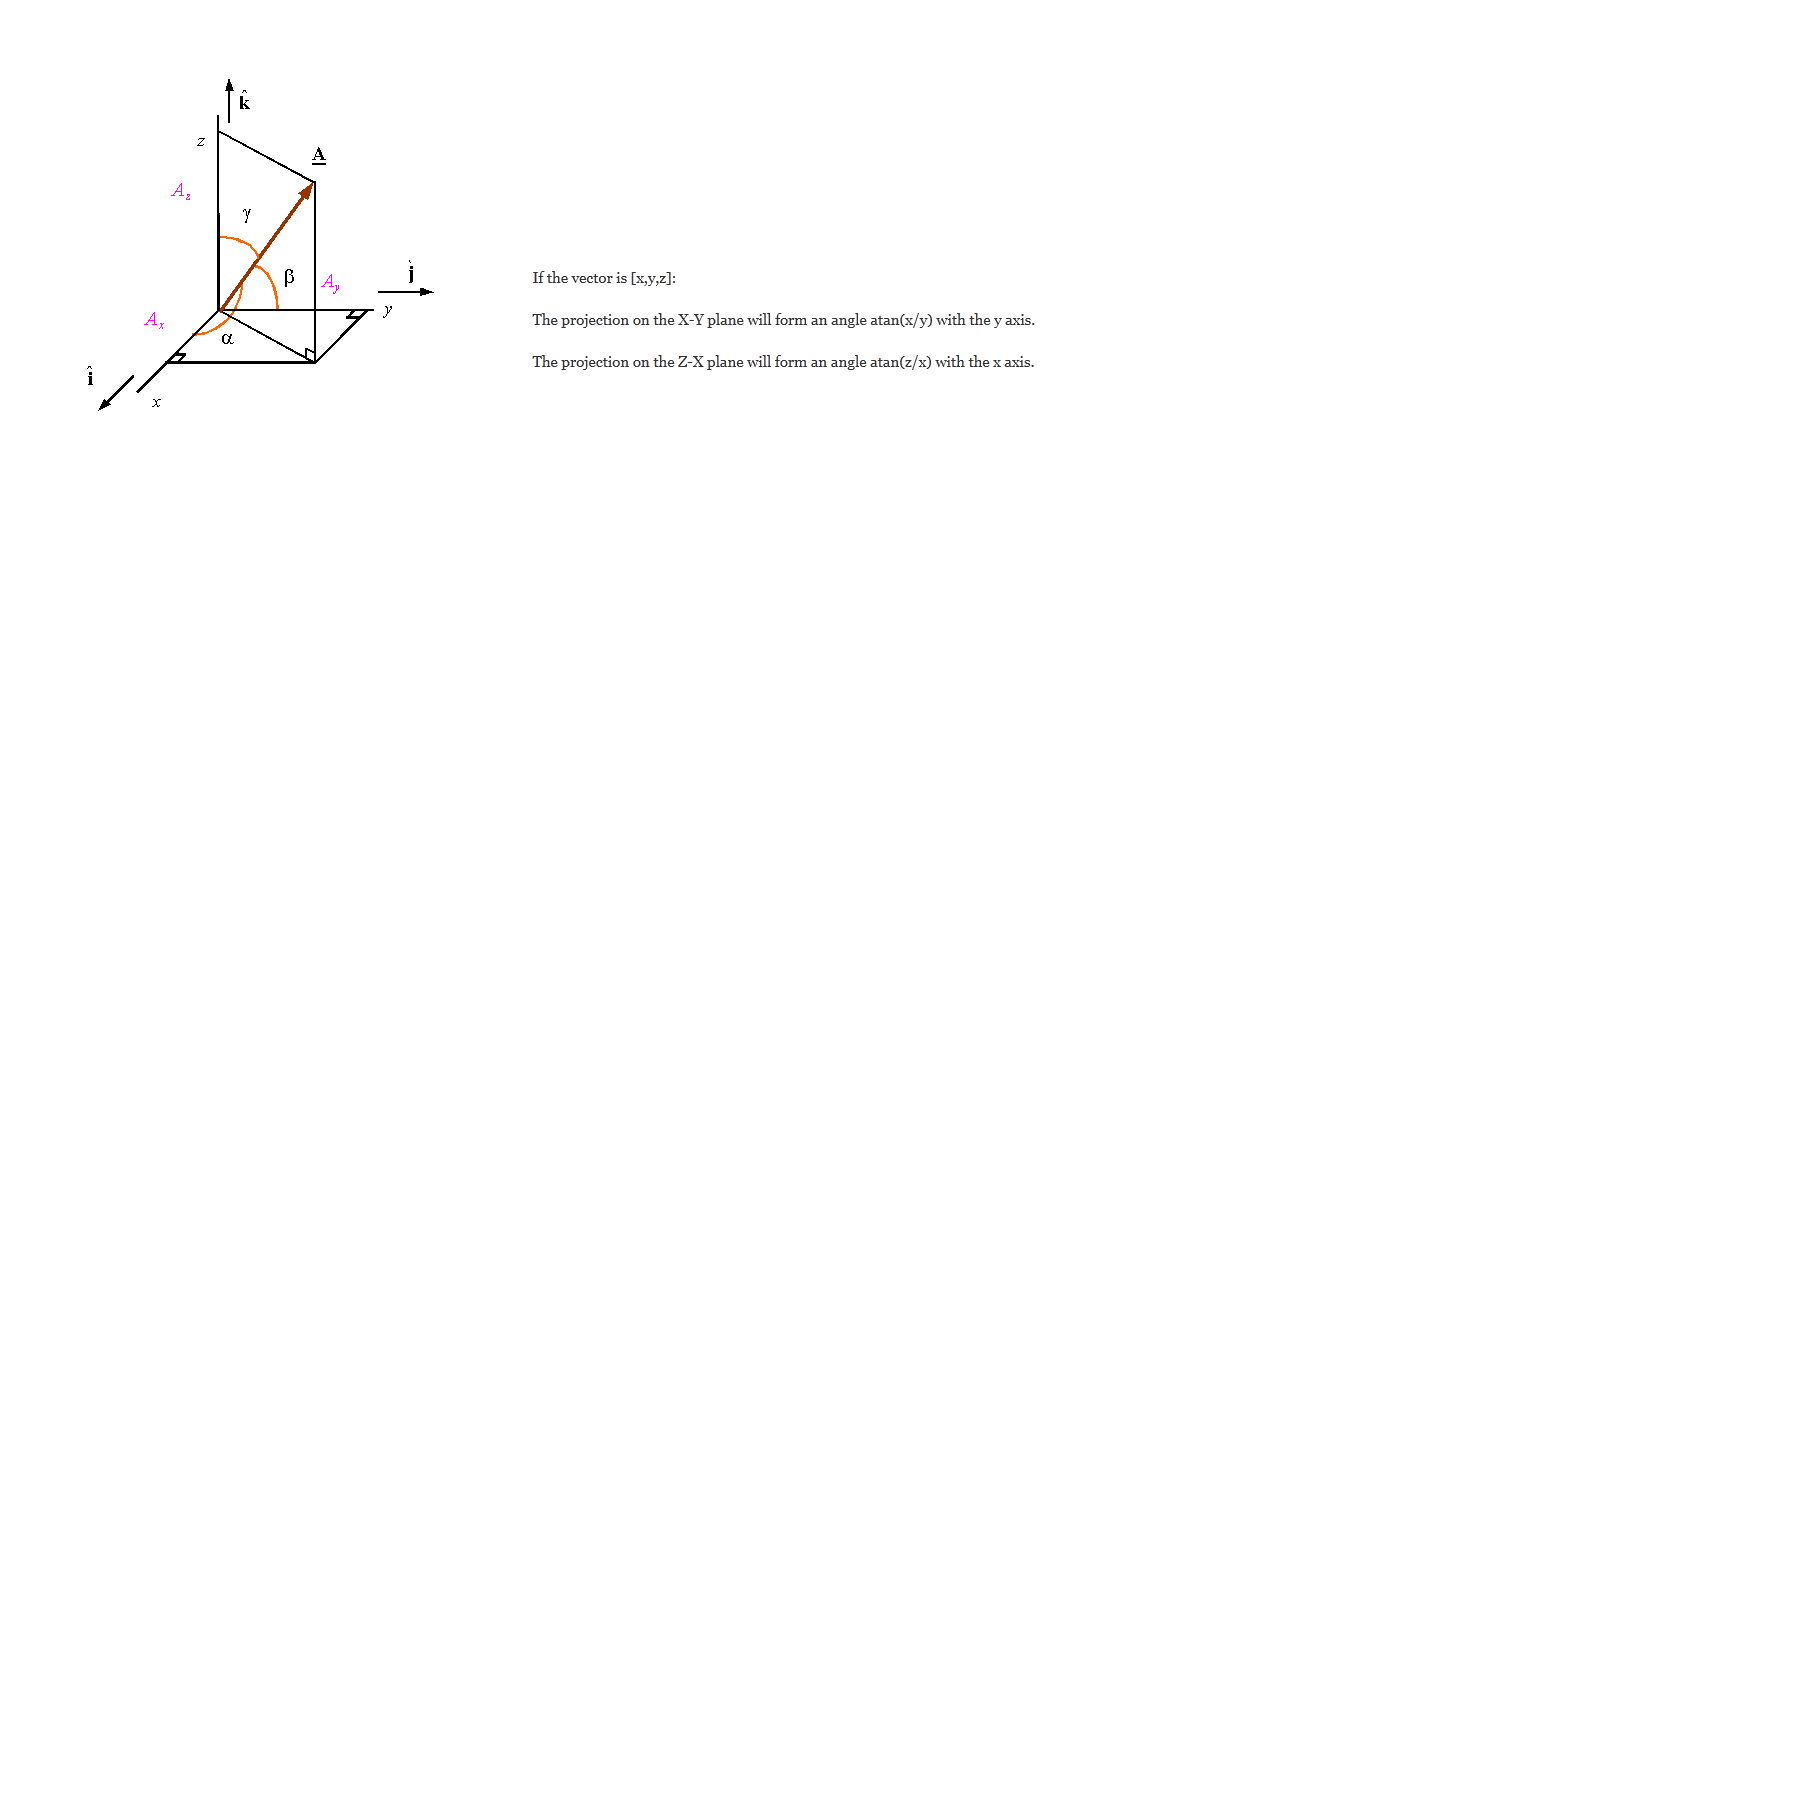 k̂
z
A
A_z
γ
β
A_y
ĵ
y
A_x
α
î
x
If the vector is [x,y,z]:
The projection on the X-Y plane will form an angle atan(x/y) with the y axis.
The projection on the Z-X plane will form an angle atan(z/x) with the x axis.